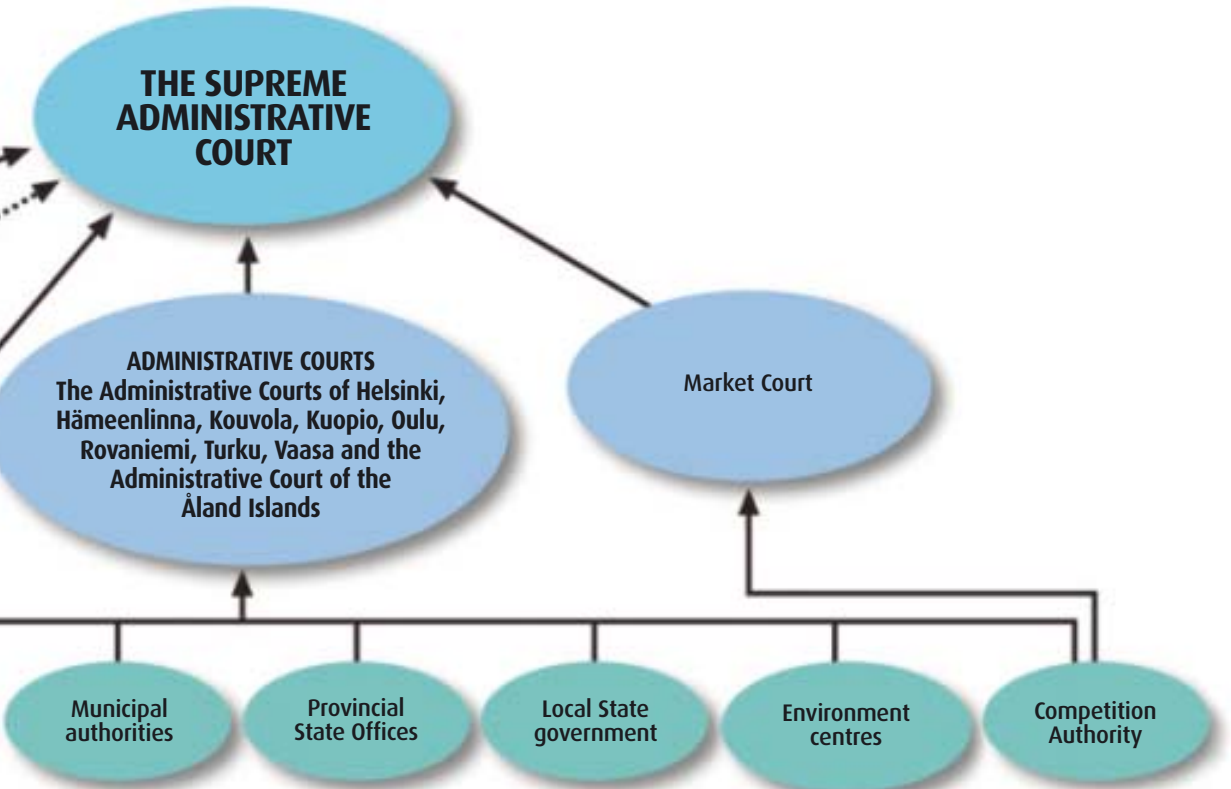 THE SUPREME
ADMINISTRATIVE
COURT
ADMINISTRATIVE COURTS
The Administrative Courts of Helsinki,
Hämeenlinna, Kouvola, Kuopio, Oulu,
Rovaniemi, Turku, Vaasa and the
Administrative Court of the
Åland Islands
Market Court
Municipal
authorities
Provincial
State Offices
Local State
government
Environment
centres
Competition
Authority